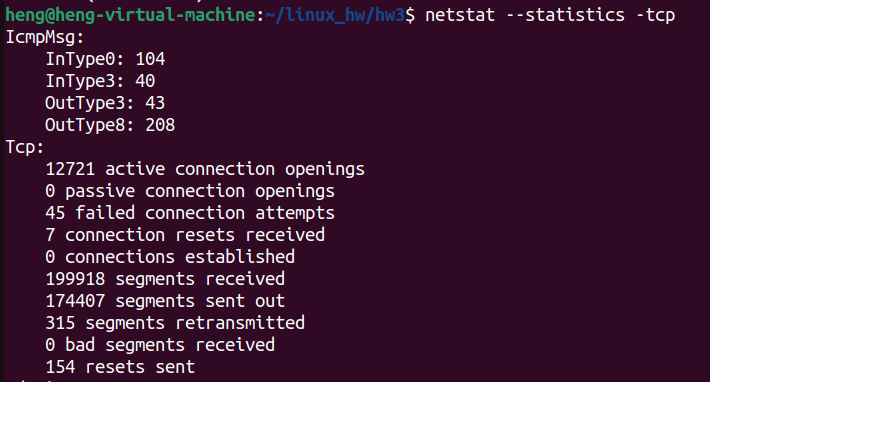 heng@heng-virtual-machine:~/linux_hw/hw3$ netstat --statistics -tcp
IcmpMsg:
InType0: 104
InType3: 40
OutType3: 43
OutType8: 208
Tcp:
12721 active connection openings
0 passive connection openings
45 failed connection attempts
7 connection resets received
0 connections established
199918 segments received
174407 segments sent out
315 segments retransmitted
0 bad segments received
154 resets sent